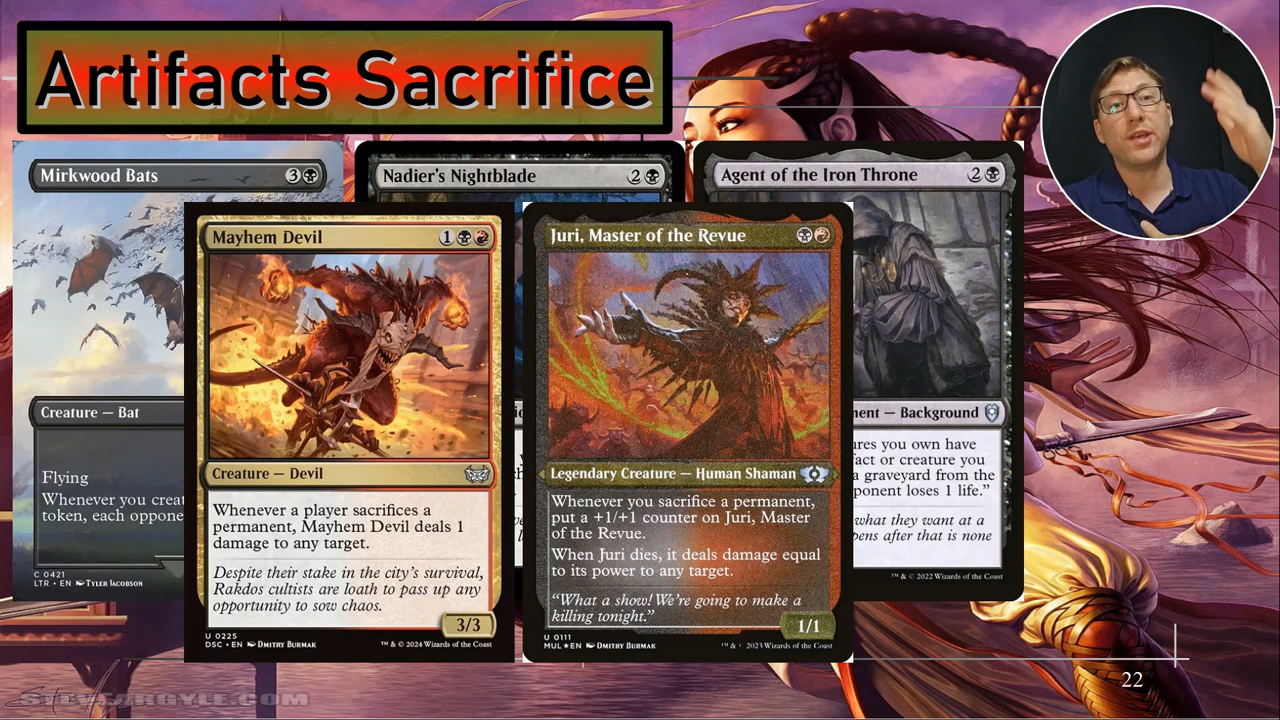 Artifacts Sacrifice
Mirkwood Bats 3
Nadier's Nightblade 2
Agent of the Iron Throne 2
Mayhem Devil 1
Juri, Master of the Revue
Creature — Bat
Flying
Whenever you creat
token, each oppone
C 0421
LTR • EN Tyler Jacobson
Creature — Devil
Whenever a player sacrifices a
permanent, Mayhem Devil deals 1
damage to any target.
Despite their stake in the city's survival,
Rakdos cultists are loath to pass up any
opportunity to sow chaos.
3/3
U 0225
DSC • EN Dmitry Burmak
™ & © 2024 Wizards of the Coast
Legendary Creature — Human Shaman
Whenever you sacrifice a permanent,
put a +1/+1 counter on Juri, Master
of the Revue.
When Juri dies, it deals damage equal
to its power to any target.
"What a show! We're going to make a
killing tonight."
1/1
U 0111
MUL★EN Dmitry Burmak
2023 Wizards of the Coast
ment — Background
ures you own have
fact or creature you
a graveyard from the
ponent loses 1 life."
what they want at a
pens after that is none
™ & © 2022 Wizards of the Coast
22